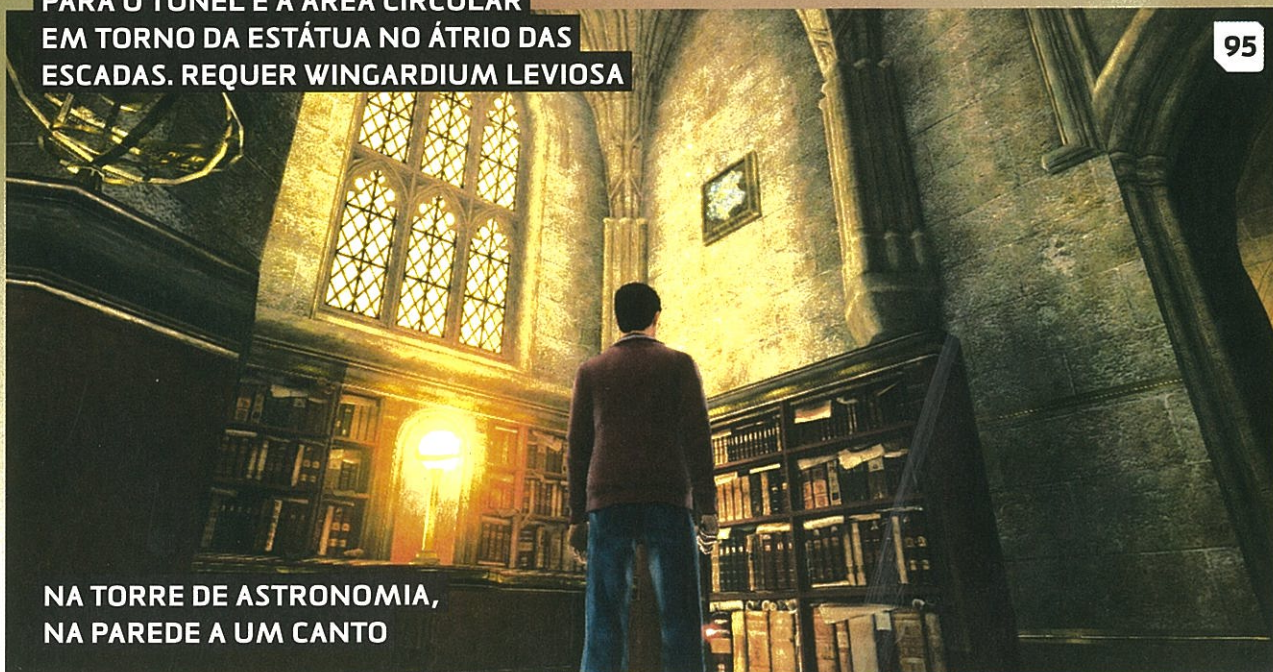 PARA O TÚNEL E A ÁREA CIRCULAR
EM TORNO DA ESTÁTUA NO ÁTRIO DAS
ESCADAS. REQUER WINGARDIUM LEVIOSA
95
NA TORRE DE ASTRONOMIA,
NA PAREDE A UM CANTO